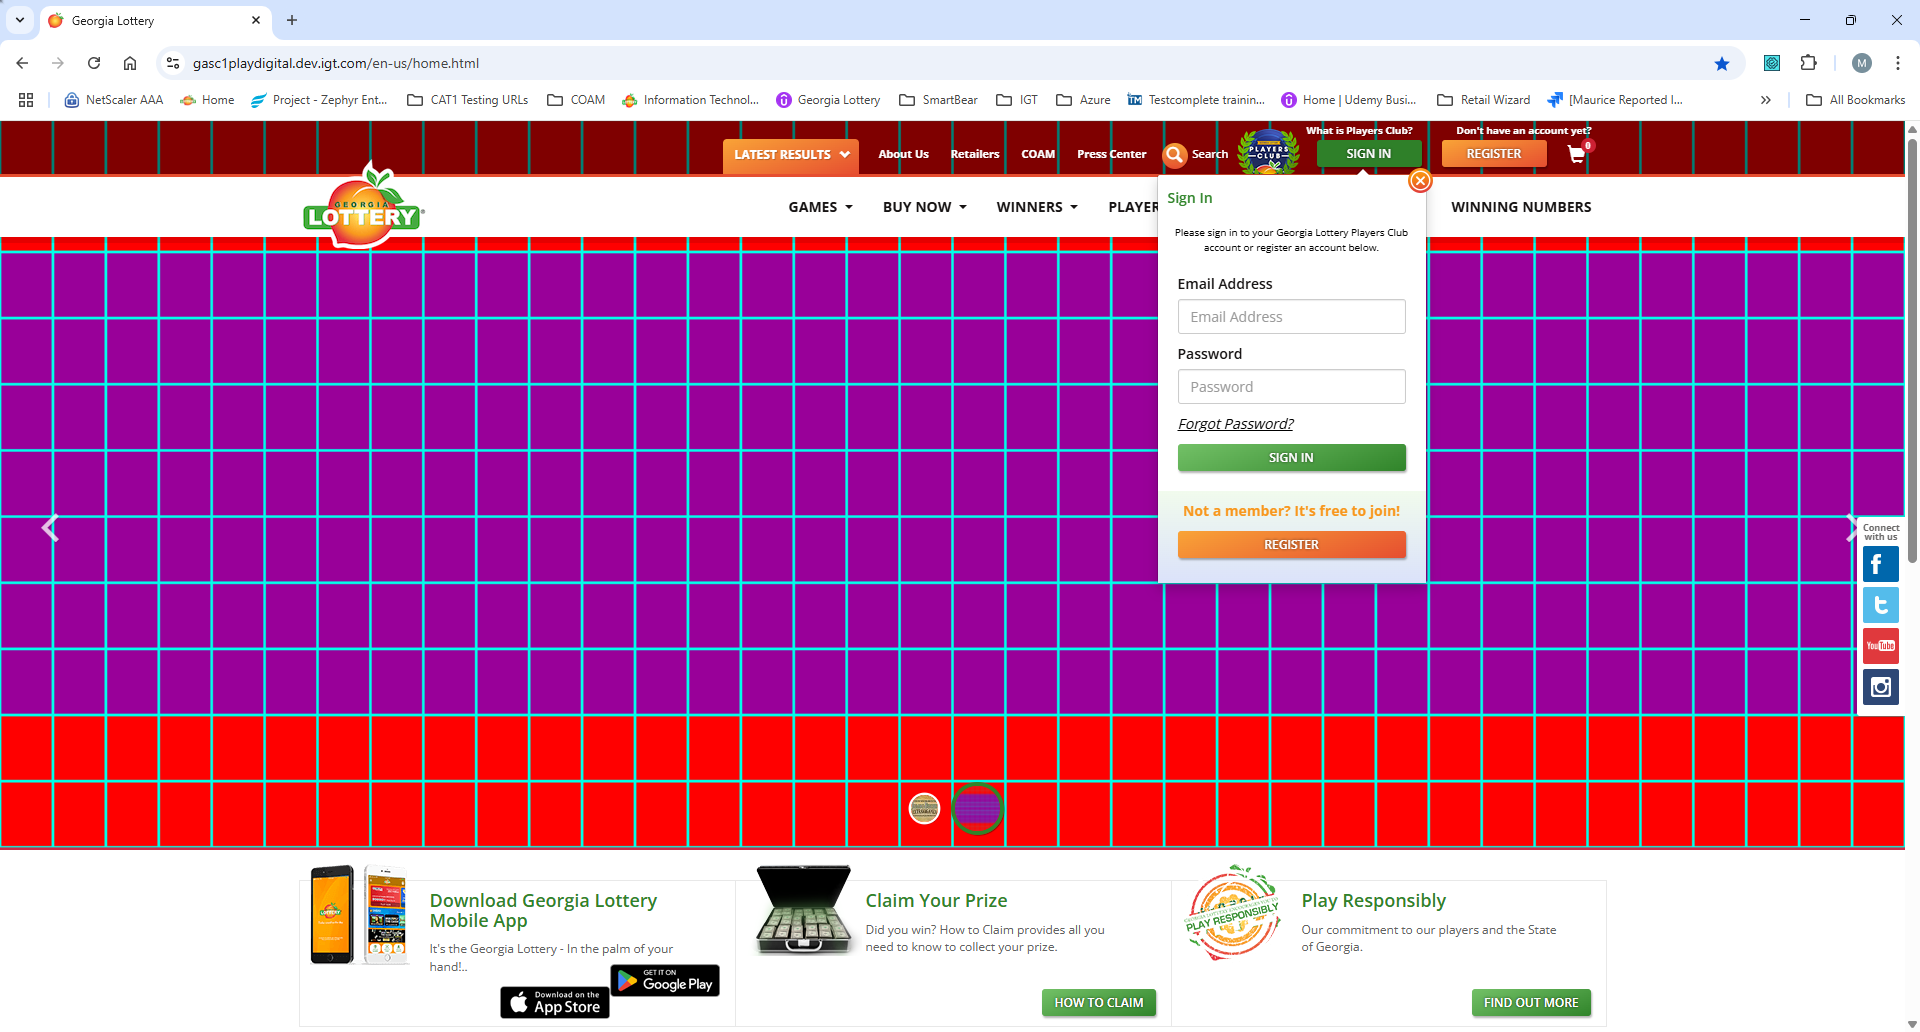 Georgia Lottery
gasc1playdigital.dev.igt.com/en-us/home.html
M
NetScaler AAA
Home
Project - Zephyr Ent...
CAT1 Testing URLs
COAM
Information Technol...
Georgia Lottery
SmartBear
IGT
Azure
Testcomplete trainin...
Home | Udemy Busi...
Retail Wizard
[Maurice Reported I...
All Bookmarks
What is Players Club?
Don't have an account yet?
LATEST RESULTS
About Us
Retailers
COAM
Press Center
Search
PLAYERS
CLUB
SIGN IN
REGISTER
0
GEORGIA
LOTTERY
GAMES
BUY NOW
WINNERS
PLAYER
WINNING NUMBERS
Sign In
Please sign in to your Georgia Lottery Players Club
account or register an account below.
Email Address
Email Address
Password
Password
Forgot Password?
SIGN IN
Not a member? It's free to join!
REGISTER
Connect
with us
YouTube
Download Georgia Lottery
Mobile App
It's the Georgia Lottery - In the palm of your
hand!..
GET IT ON
Google Play
Download on the
App Store
Claim Your Prize
Did you win? How to Claim provides all you
need to know to collect your prize.
HOW TO CLAIM
PLAY RESPONSIBLY
Play Responsibly
Our commitment to our players and the State
of Georgia.
FIND OUT MORE